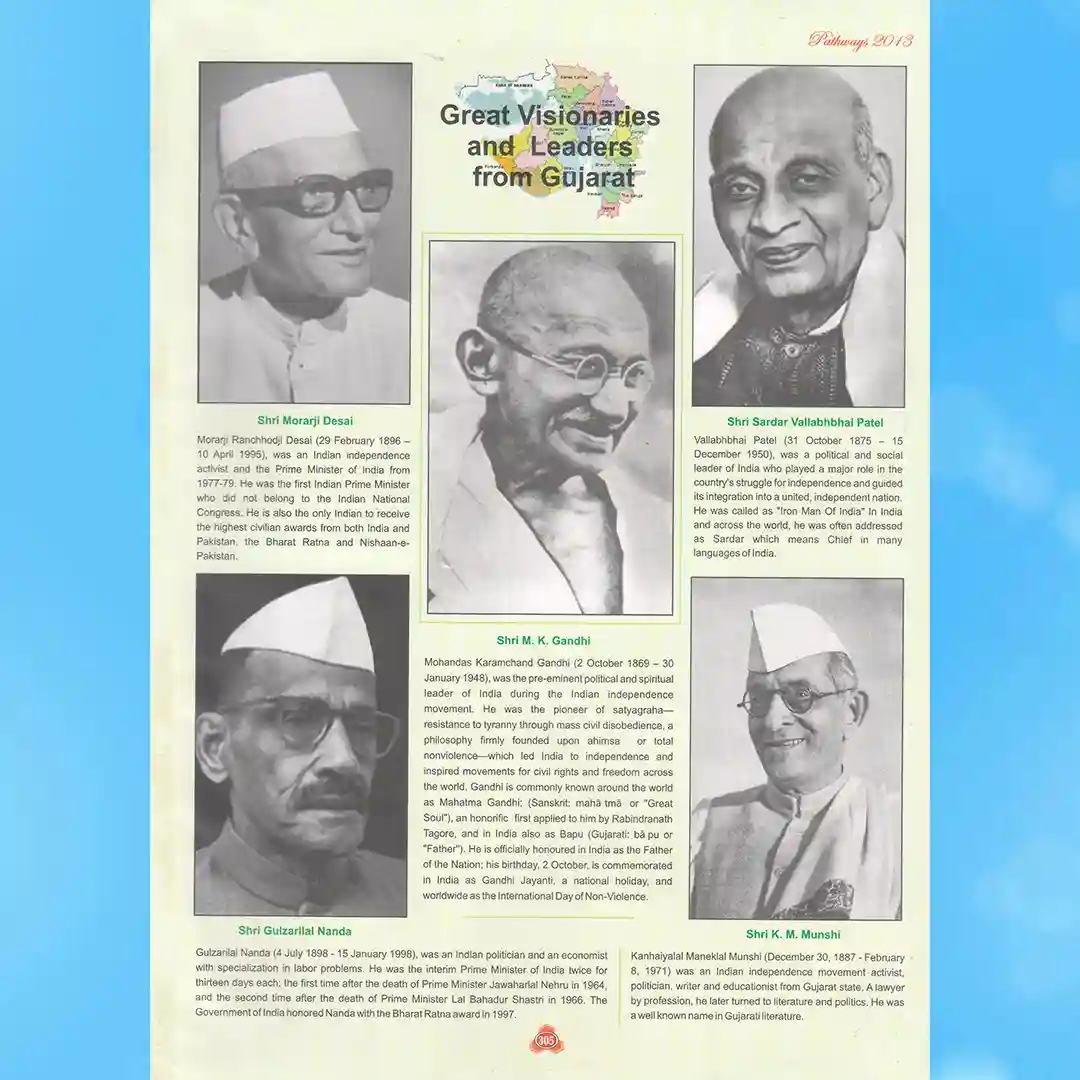 Pathways 2013
Great Visionaries
and Leaders
from Gujarat
Shri Morarji Desai
Morarji Ranchhodji Desai (29 February 1896 –
10 April 1995), was an Indian independence
activist and the Prime Minister of India from
1977-79. He was the first Indian Prime Minister
who did not belong to the Indian National
Congress. He is also the only Indian to receive
the highest civilian awards from both India and
Pakistan, the Bharat Ratna and Nishaan-e-
Pakistan.
Shri Sardar Vallabhbhai Patel
Vallabhbhai Patel (31 October 1875 – 15
December 1950), was a political and social
leader of India who played a major role in the
country's struggle for independence and guided
its integration into a united, independent nation.
He was called as "Iron Man Of India" In India
and across the world, he was often addressed
as Sardar which means Chief in many
languages of India.
Shri M. K. Gandhi
Mohandas Karamchand Gandhi (2 October 1869 – 30
January 1948), was the pre-eminent political and spiritual
leader of India during the Indian independence
movement. He was the pioneer of satyagraha—
resistance to tyranny through mass civil disobedience, a
philosophy firmly founded upon ahimsa or total
nonviolence—which led India to independence and
inspired movements for civil rights and freedom across
the world. Gandhi is commonly known around the world
as Mahatma Gandhi; (Sanskrit: mahā tmā or "Great
Soul"), an honorific first applied to him by Rabindranath
Tagore, and in India also as Bapu (Gujarati: bā pu or
"Father"). He is officially honoured in India as the Father
of the Nation; his birthday, 2 October, is commemorated
in India as Gandhi Jayanti, a national holiday, and
worldwide as the International Day of Non-Violence.
Shri Gulzarilal Nanda
Gulzarilal Nanda (4 July 1898 - 15 January 1998), was an Indian politician and an economist
with specialization in labor problems. He was the interim Prime Minister of India twice for
thirteen days each: the first time after the death of Prime Minister Jawaharlal Nehru in 1964,
and the second time after the death of Prime Minister Lal Bahadur Shastri in 1966. The
Government of India honored Nanda with the Bharat Ratna award in 1997.
Shri K. M. Munshi
Kanhaiyalal Maneklal Munshi (December 30, 1887 - February
8, 1971) was an Indian independence movement activist,
politician, writer and educationist from Gujarat state. A lawyer
by profession, he later turned to literature and politics. He was
a well known name in Gujarati literature.
305